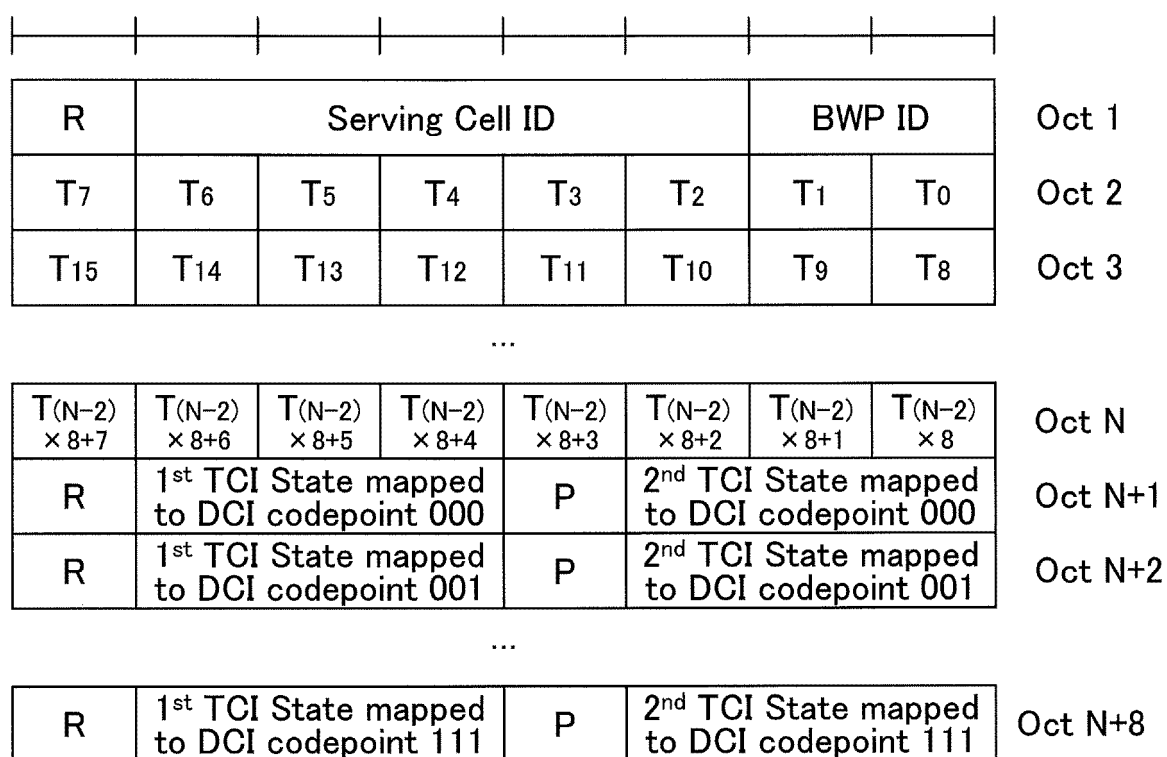 R Serving Cell ID BWP ID Oct 1
T7 T6 T5 T4 T3 T2 T1 T0 Oct 2
T15 T14 T13 T12 T11 T10 T9 T8 Oct 3
...
T(N-2) T(N-2) T(N-2) T(N-2) T(N-2) T(N-2) T(N-2) T(N-2)
×8+7 ×8+6 ×8+5 ×8+4 ×8+3 ×8+2 ×8+1 ×8 Oct N
R 1st TCI State mapped P 2nd TCI State mapped Oct N+1
to DCI codepoint 000 to DCI codepoint 000
R 1st TCI State mapped P 2nd TCI State mapped Oct N+2
to DCI codepoint 001 to DCI codepoint 001
...
R 1st TCI State mapped P 2nd TCI State mapped Oct N+8
to DCI codepoint 111 to DCI codepoint 111